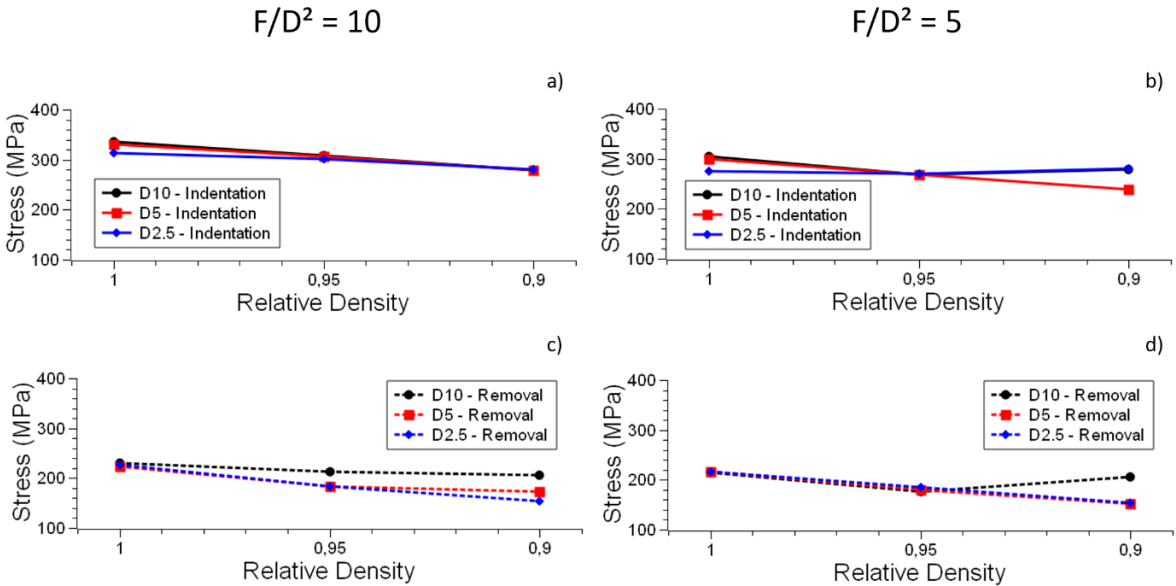 F/D² = 10
F/D² = 5
a)
Stress (MPa)
400
300
200
100
D10 - Indentation
D5 - Indentation
D2.5 - Indentation
1
0,95
0,9
Relative Density
b)
Stress (MPa)
400
300
200
100
D10 - Indentation
D5 - Indentation
D2.5 - Indentation
1
0,95
0,9
Relative Density
c)
Stress (MPa)
400
300
200
100
D10 - Removal
D5 - Removal
D2.5 - Removal
1
0,95
0,9
Relative Density
d)
Stress (MPa)
400
300
200
100
D10 - Removal
D5 - Removal
D2.5 - Removal
1
0,95
0,9
Relative Density